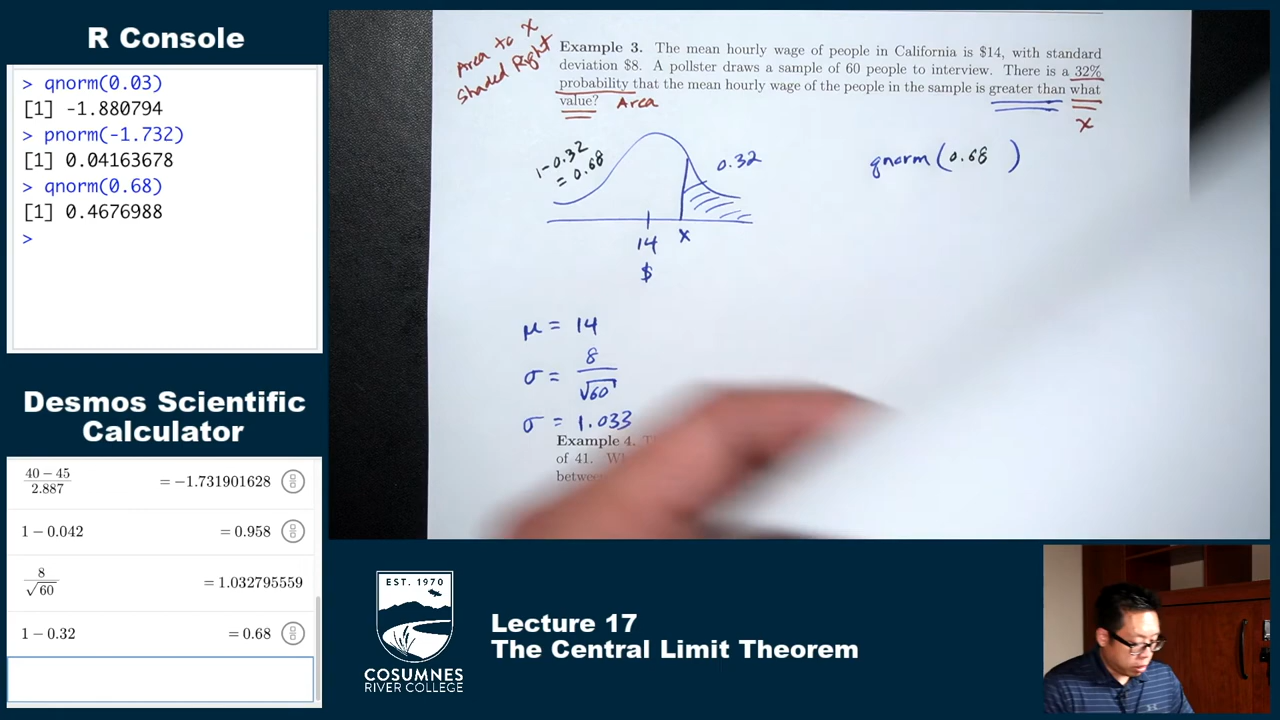 R Console
> qnorm(0.03)
[1] -1.880794
> pnorm(-1.732)
[1] 0.04163678
> qnorm(0.68)
[1] 0.4676988
>
Desmos Scientific
Calculator
40 − 45
2.887
= −1.731901628
1 − 0.042 = 0.958
8
√60
= 1.032795559
1 − 0.32 = 0.68
Area to X
Shaded Right
Example 3. The mean hourly wage of people in California is $14, with standard
deviation $8. A pollster draws a sample of 60 people to interview. There is a 32%
probability that the mean hourly wage of the people in the sample is greater than what
value? Area
x
1-0.32
= 0.68
0.32
qnorm(0.68 )
14 x
$
μ = 14
σ = 8
√60
σ = 1.033
Example 4.
of 41.
betwe
EST. 1970
COSUMNES
RIVER COLLEGE
Lecture 17
The Central Limit Theorem